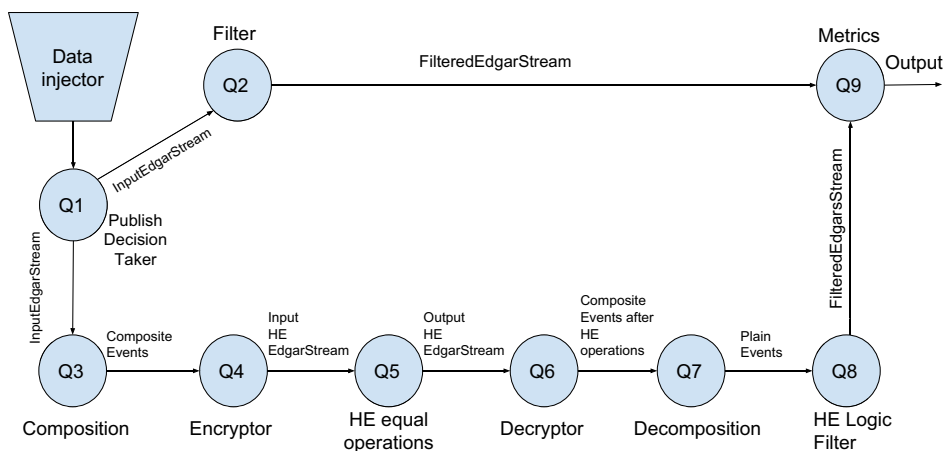 Data
injector
Filter
Q2
FilteredEdgarStream
Metrics
Q9
Output
InputEdgarStream
Q1
Publish
Decision
Taker
InputEdgarStream
FilteredEdgarsStream
Q3
Composition
Composite
Events
Q4
Encryptor
Input
HE
EdgarStream
Q5
HE equal
operations
Output
HE
EdgarStream
Q6
Decryptor
Composite
Events after
HE
operations
Q7
Decomposition
Plain
Events
Q8
HE Logic
Filter